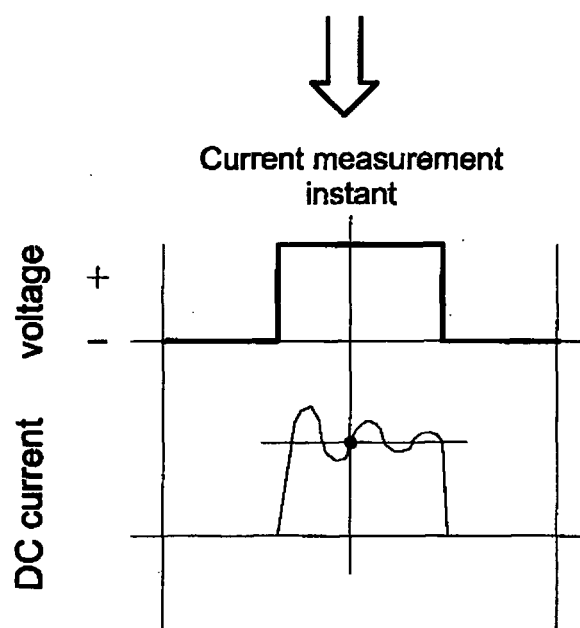 Current measurement
instant
voltage
+
−
DC current